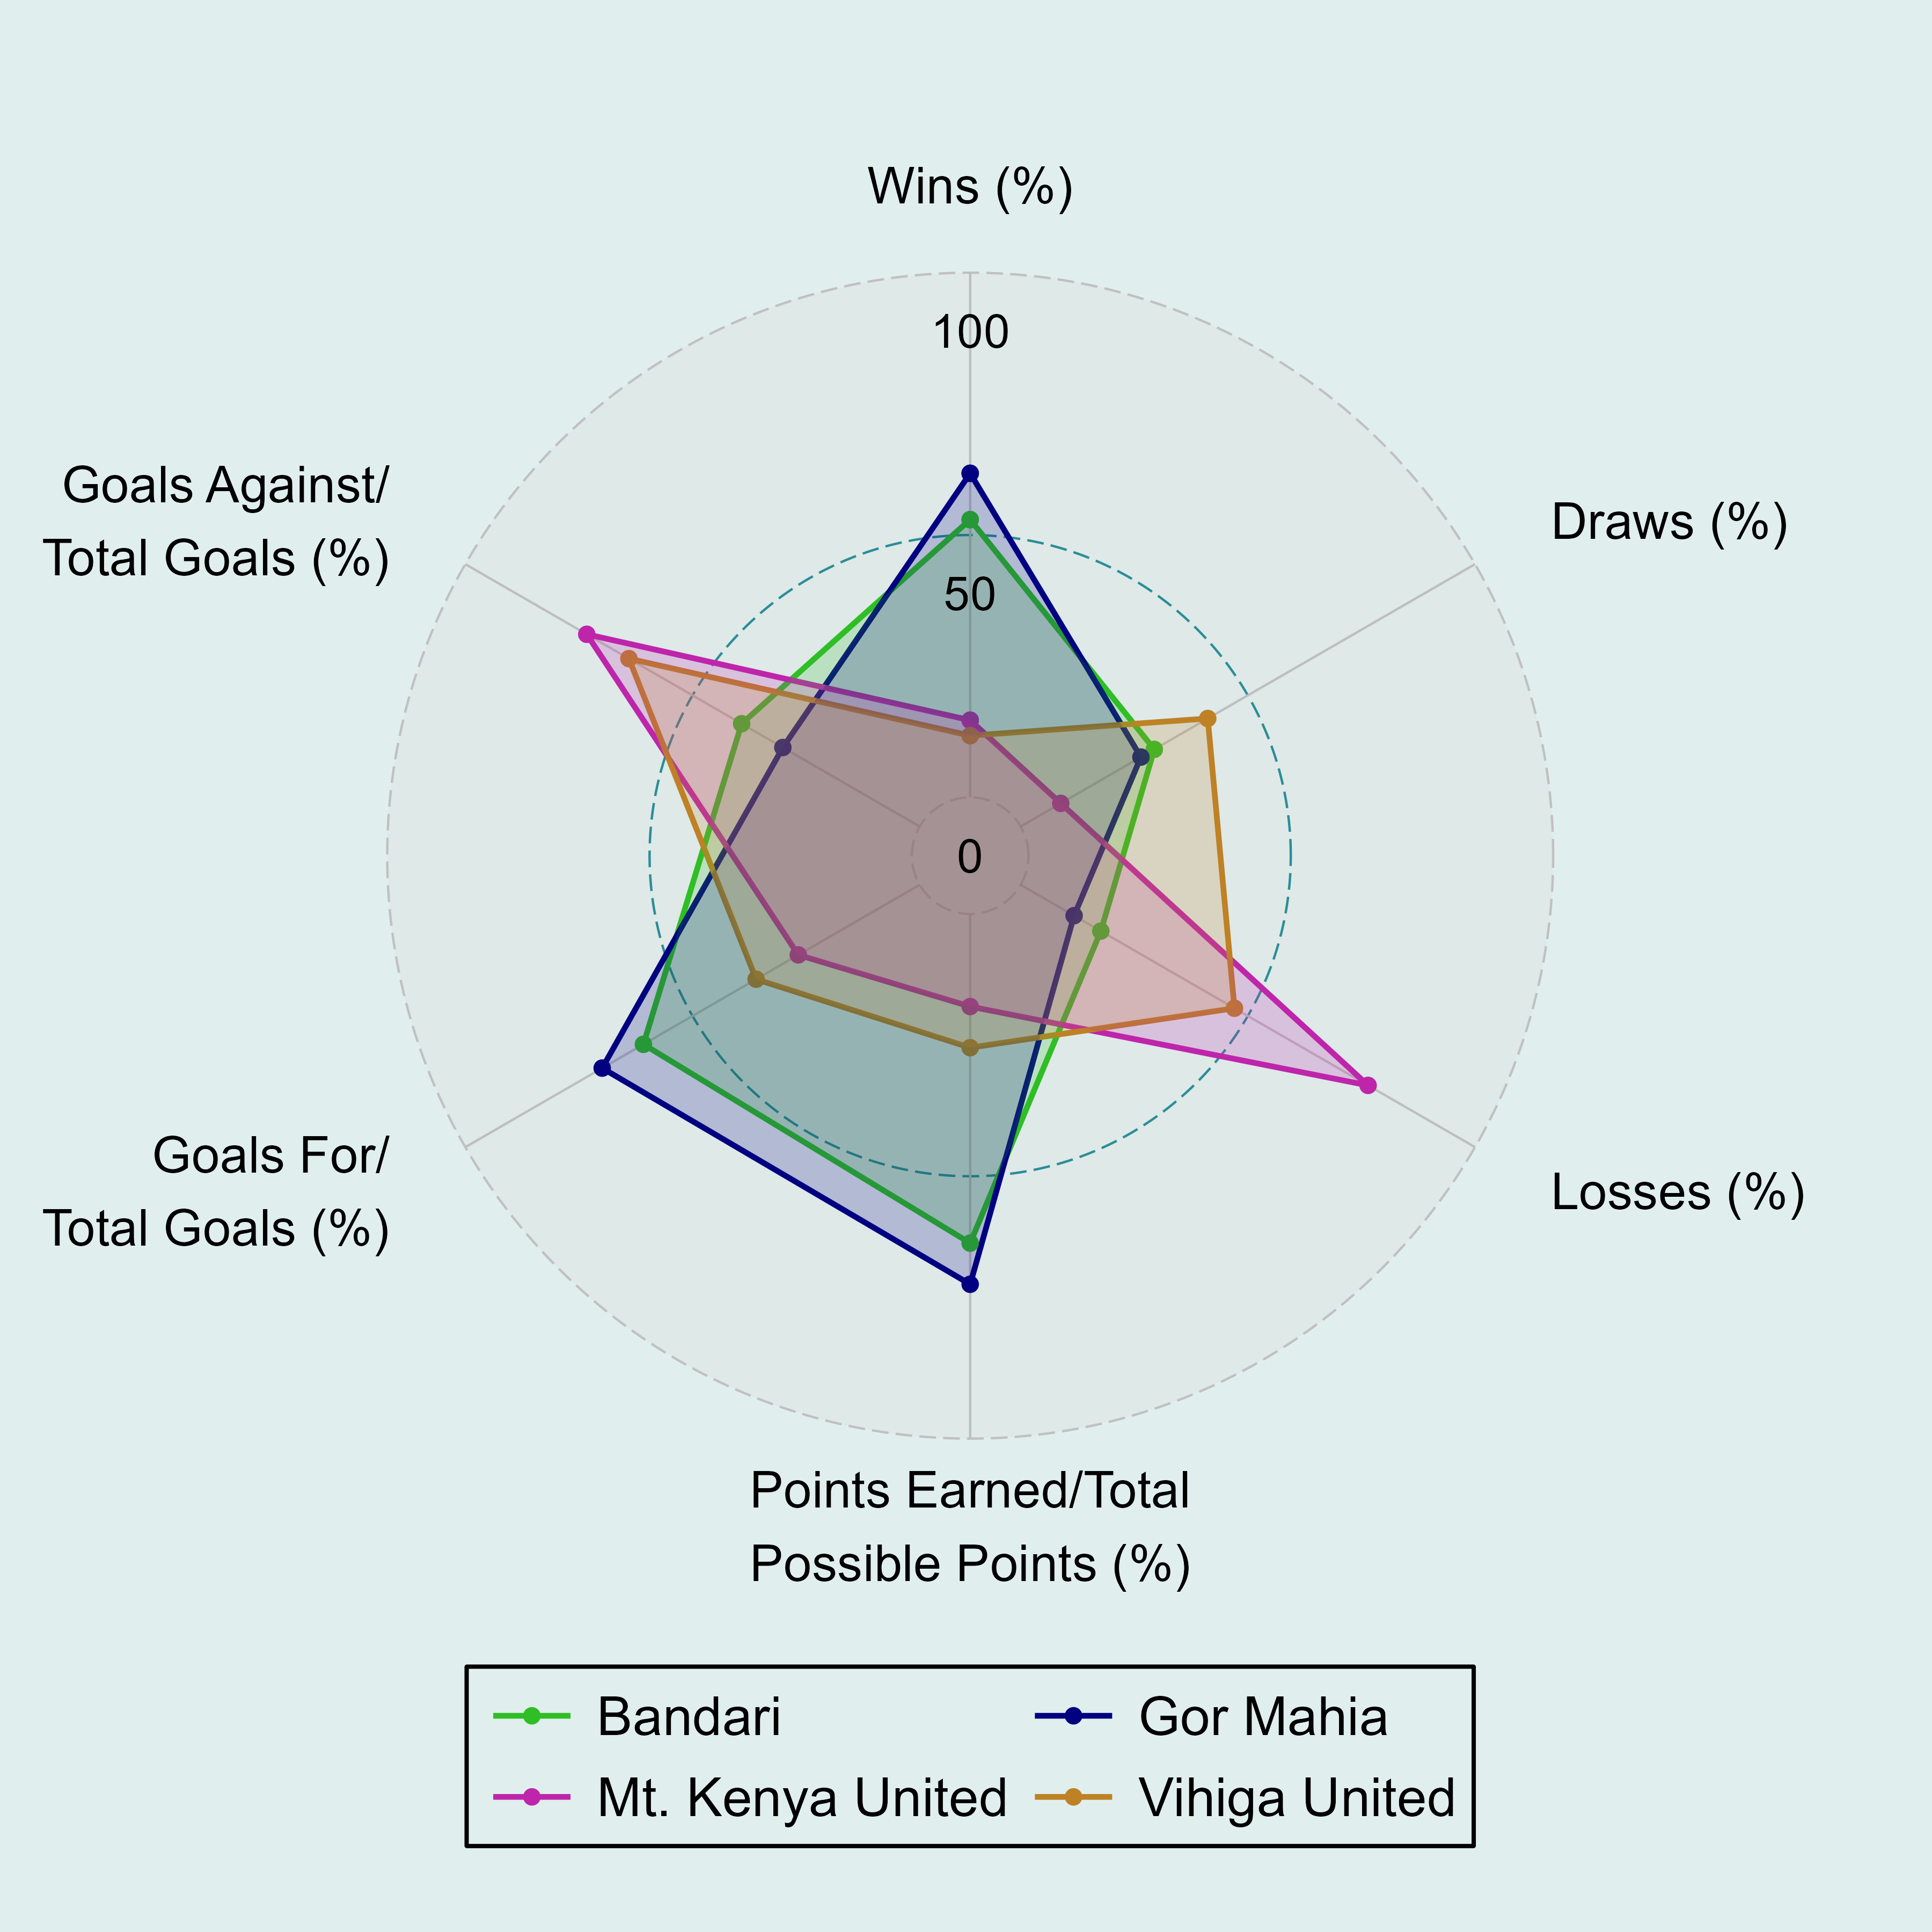 Wins (%)
100
Goals Against/
Total Goals (%)
Draws (%)
50
0
Goals For/
Total Goals (%)
Losses (%)
Points Earned/Total
Possible Points (%)
Bandari
Gor Mahia
Mt. Kenya United
Vihiga United